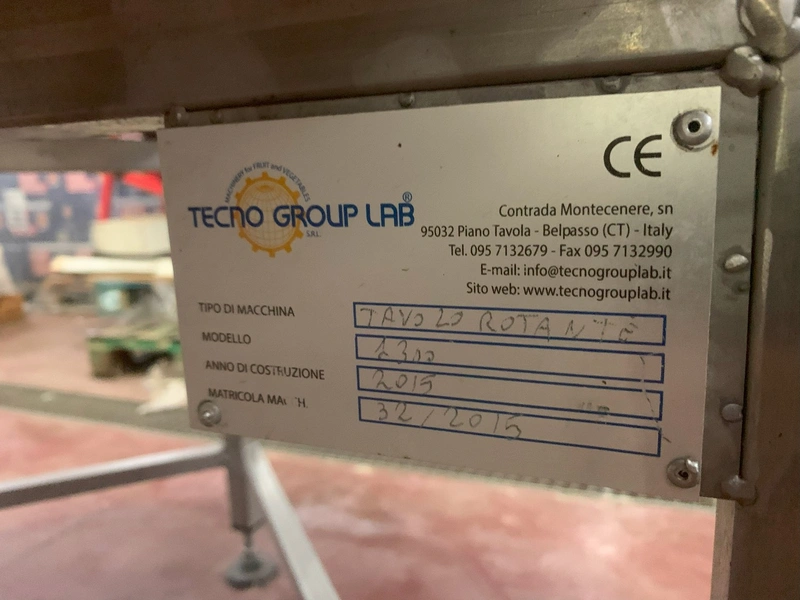 CE
MACHINERY for FRUIT and VEGETABLES
TECNO GROUP LAB®
S.R.L.
Contrada Montecenere, sn
95032 Piano Tavola - Belpasso (CT) - Italy
Tel. 095 7132679 - Fax 095 7132990
E-mail: info@tecnogrouplab.it
Sito web: www.tecnogrouplab.it
TIPO DI MACCHINA TAVOLO ROTANTE
MODELLO
ANNO DI COSTRUZIONE 2015
MATRICOLA 32/2015